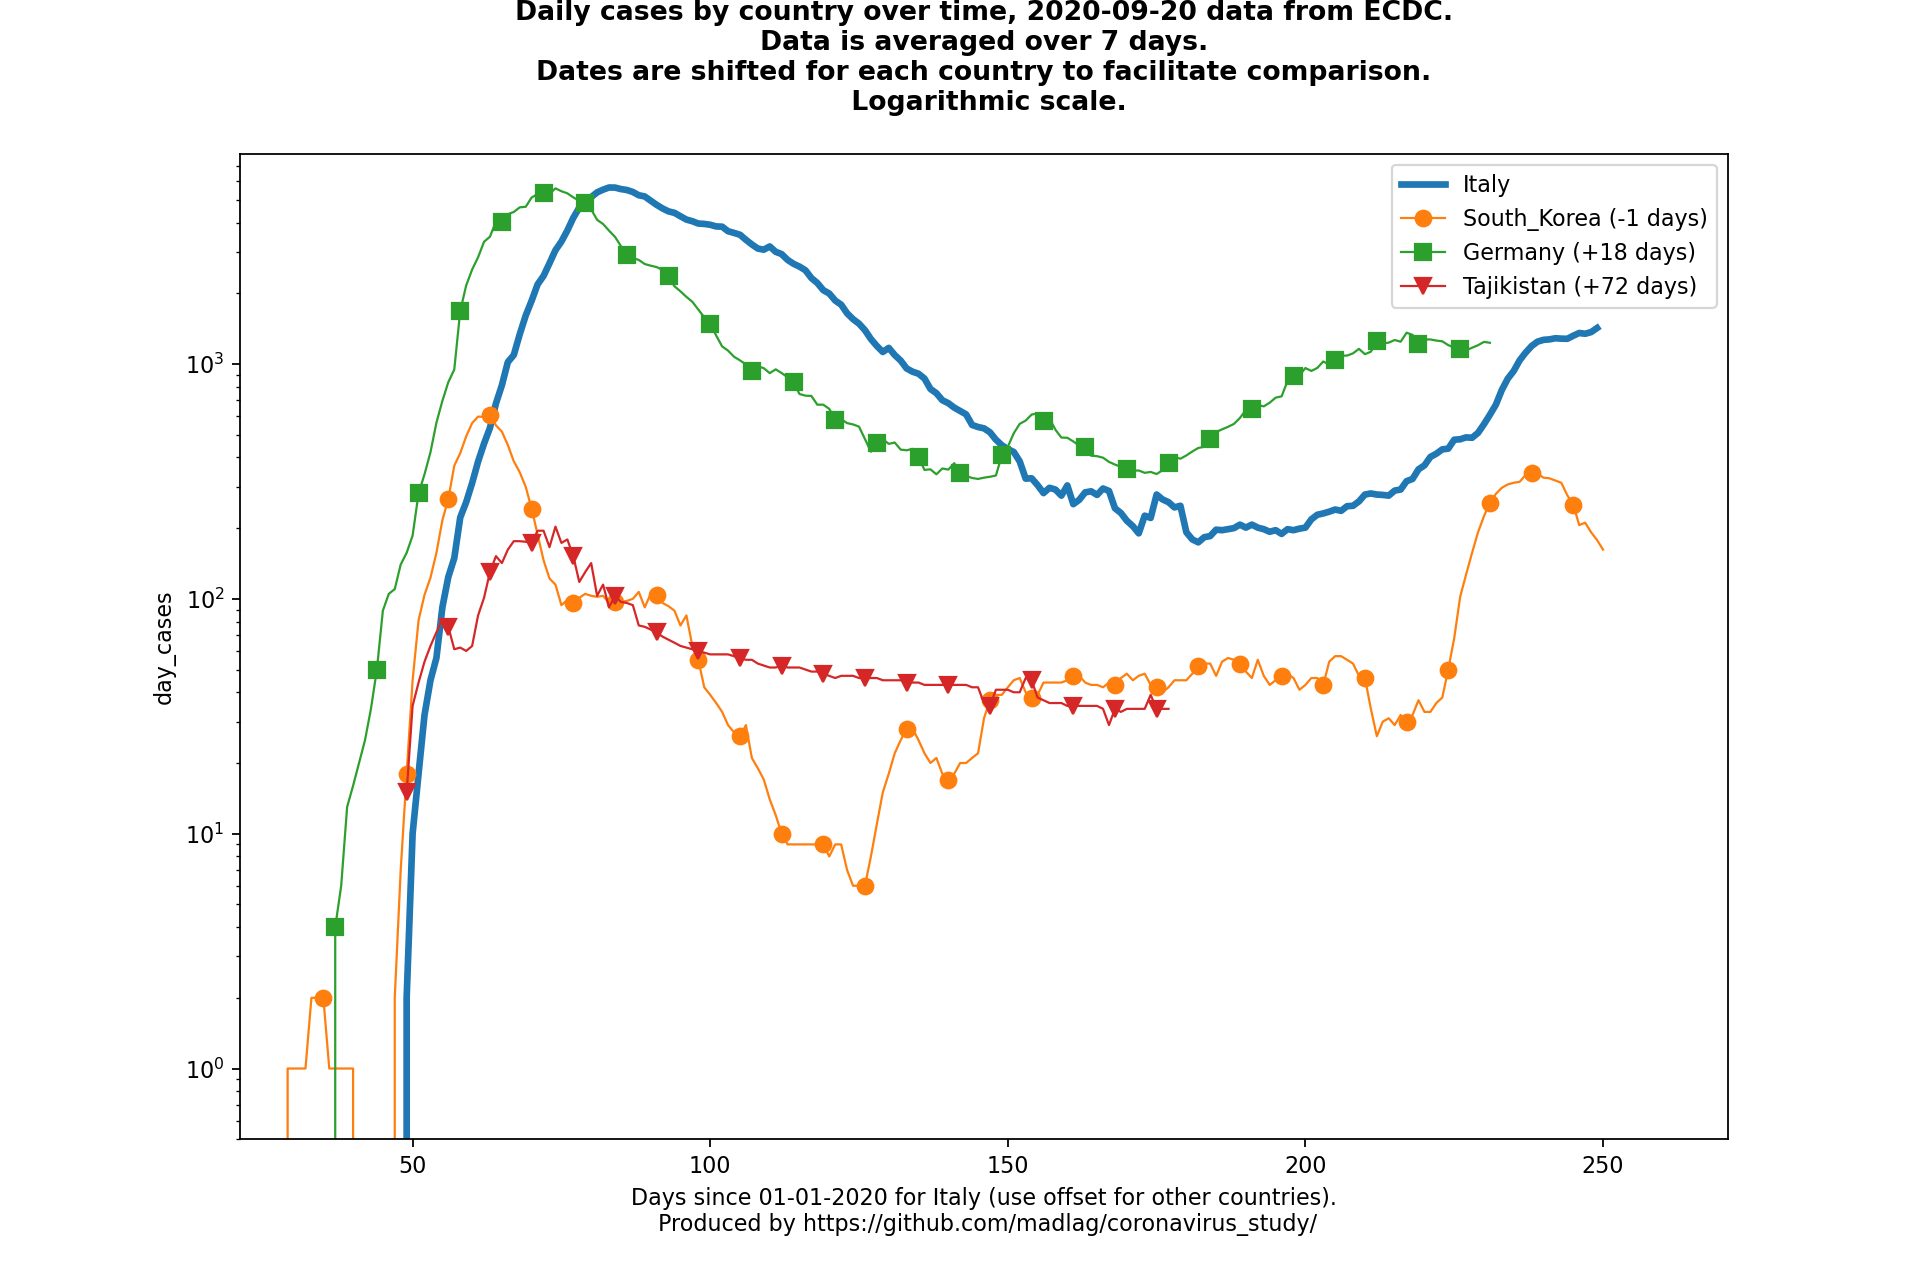 Daily cases by country over time, 2020-09-20 data from ECDC.
Data is averaged over 7 days.
Dates are shifted for each country to facilitate comparison.
Logarithmic scale.
Italy
South_Korea (-1 days)
Germany (+18 days)
Tajikistan (+72 days)
day_cases
10³
10²
10¹
10⁰
50 100 150 200 250
Days since 01-01-2020 for Italy (use offset for other countries).
Produced by https://github.com/madlag/coronavirus_study/